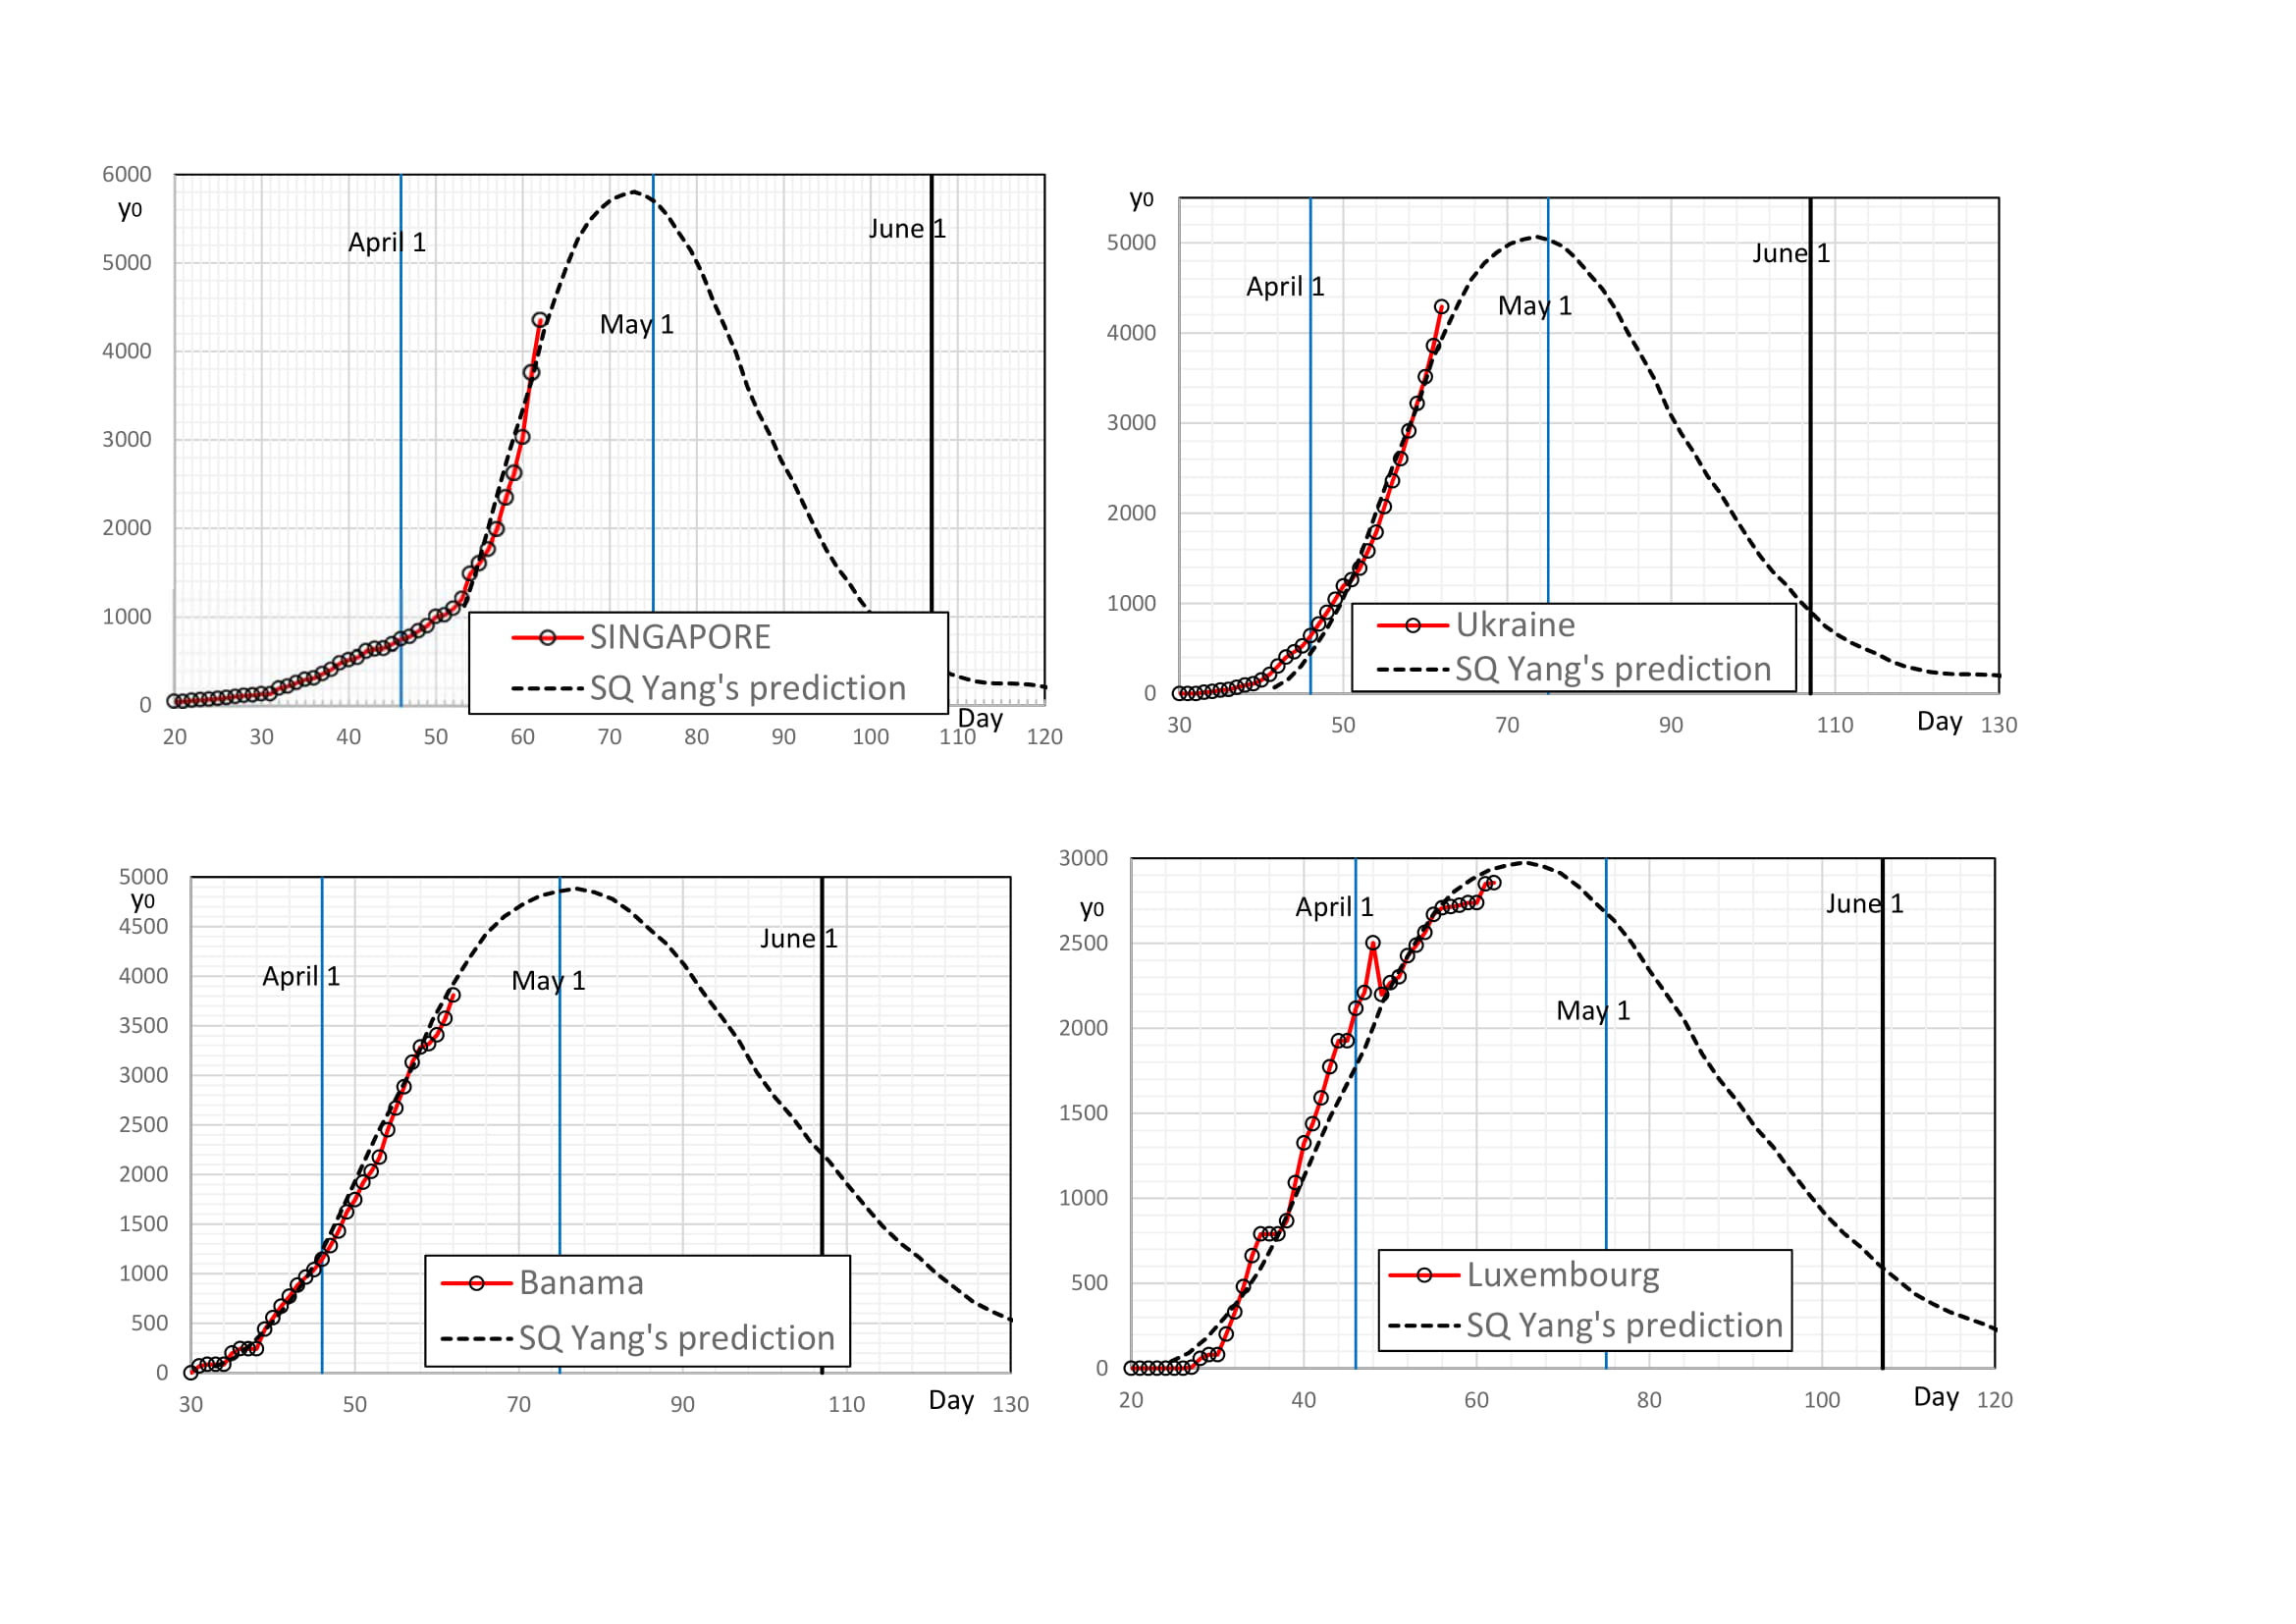 6000
y0
5000
4000
3000
2000
1000
0
April 1
May 1
June 1
SINGAPORE
SQ Yang's prediction
Day
20 30 40 50 60 70 80 90 100 110 120
y0
5000
4000
3000
2000
1000
0
April 1
May 1
June 1
Ukraine
SQ Yang's prediction
30 50 70 90 110 Day 130
5000
y0
4500
4000
3500
3000
2500
2000
1500
1000
500
0
April 1
May 1
June 1
Banama
SQ Yang's prediction
30 50 70 90 110 Day 130
3000
y0
2500
2000
1500
1000
500
0
April 1
May 1
June 1
Luxembourg
SQ Yang's prediction
20 40 60 80 100 Day 120